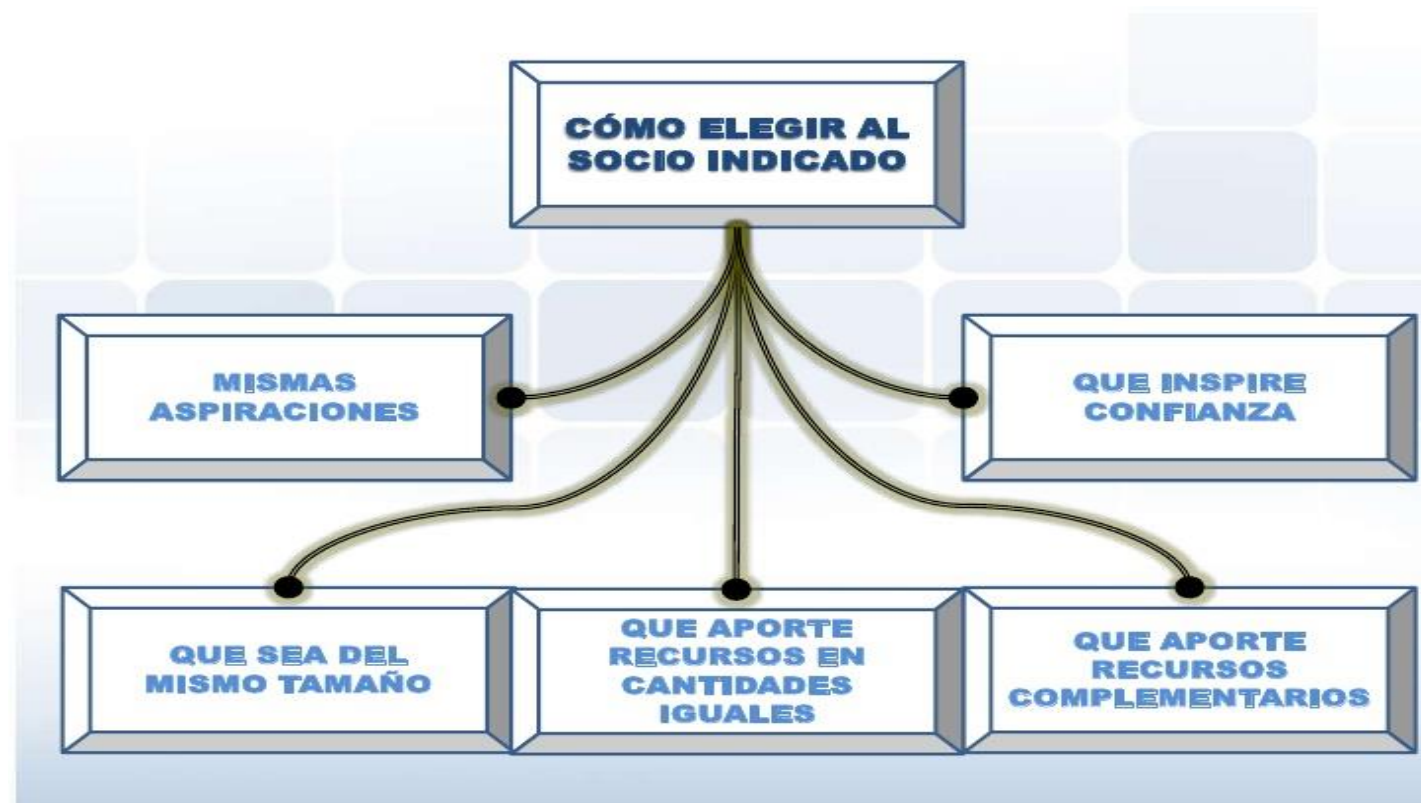 CÓMO ELEGIR AL
SOCIO INDICADO
MISMAS
ASPIRACIONES
QUE INSPIRE
CONFIANZA
QUE SEA DEL
MISMO TAMAÑO
QUE APORTE
RECURSOS EN
CANTIDADES
IGUALES
QUE APORTE
RECURSOS
COMPLEMENTARIOS